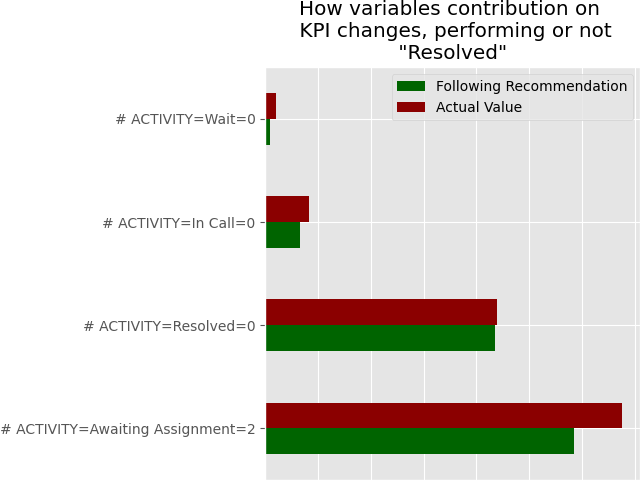 How variables contribution on
KPI changes, performing or not
"Resolved"
Following Recommendation
Actual Value
# ACTIVITY=Wait=0
# ACTIVITY=In Call=0
# ACTIVITY=Resolved=0
# ACTIVITY=Awaiting Assignment=2